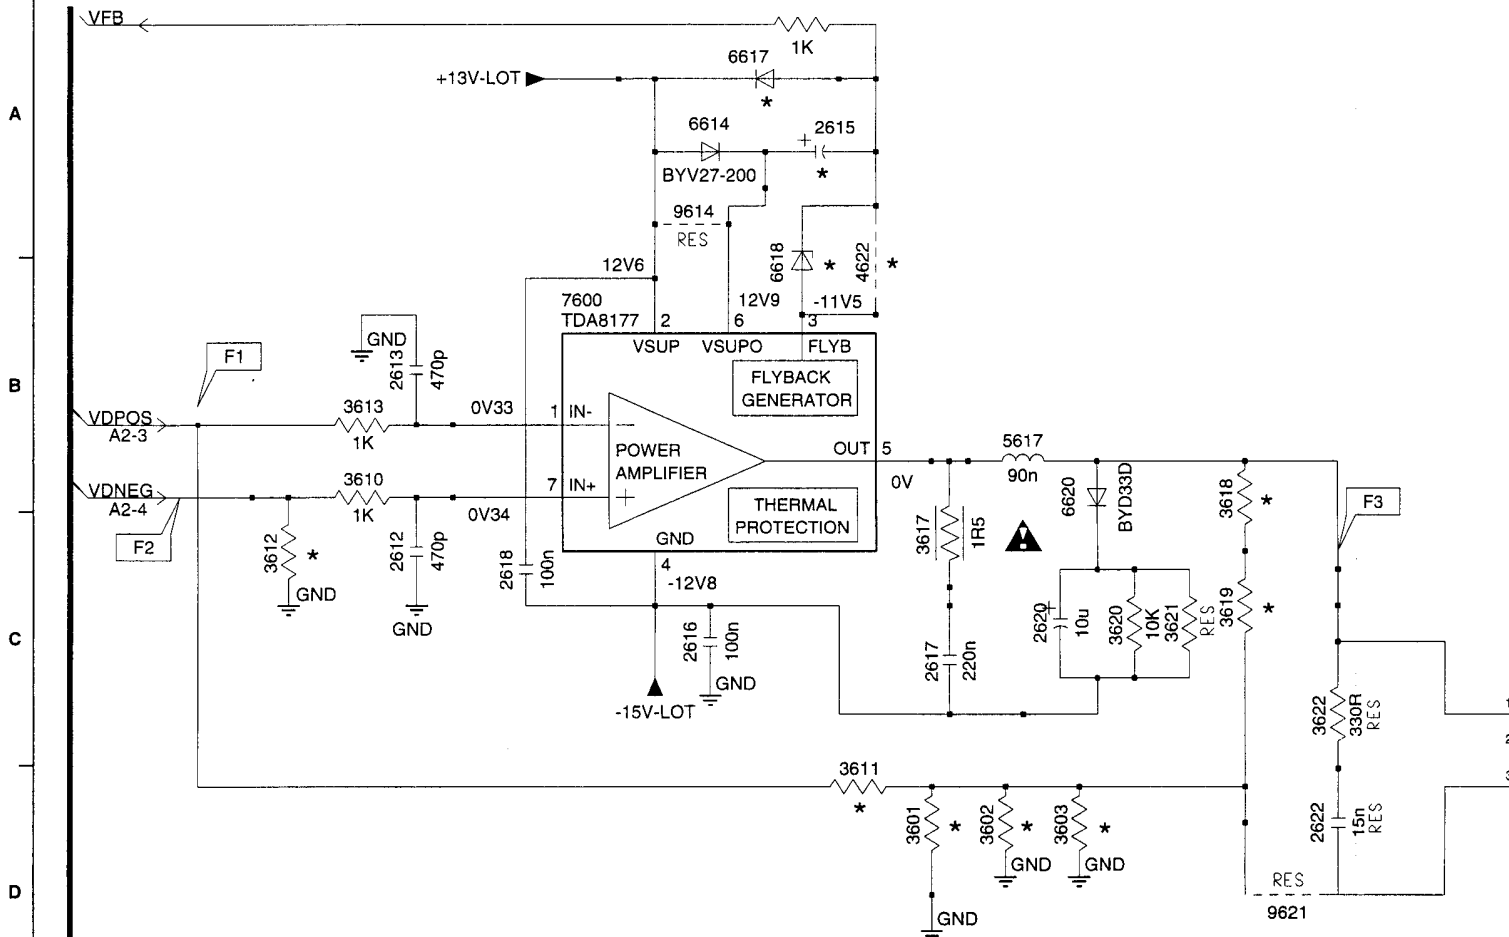 VFB
1K
6617
+13V-LOT
*
A
6614
+
2615
BYV27-200
*
9614
RES
6618
*
4622
*
12V6
12V9
-11V5
7600
TDA8177
2
6
3
VSUP
VSUPO
FLYB
GND
2613
470p
F1
FLYBACK
GENERATOR
B
VDPOS
A2-3
3613
1K
0V33
1
IN-
POWER
AMPLIFIER
OUT
5
0V
5617
90n
VDNEG
A2-4
3610
1K
0V34
7
IN+
THERMAL
PROTECTION
GND
6620
BYD33D
3618
*
F3
F2
3612
*
GND
2612
470p
GND
2618
100n
4
-12V8
3617
1R5
C
2616
100n
GND
-15V-LOT
2617
220n
+
2620
10u
3620
10K
3621
RES
3619
*
3622
330R
RES
1
2
3
3611
*
3601
*
3602
*
3603
*
GND
GND
GND
2622
15n
RES
D
RES
9621